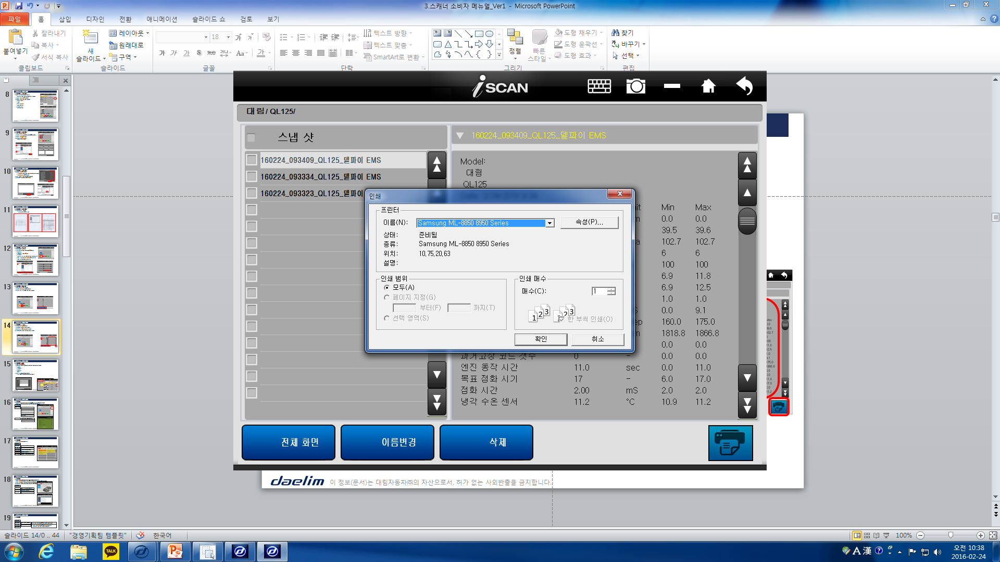 3.스캐너 소비자 메뉴얼_Ver1 - Microsoft PowerPoint
파일 홈 삽입 디자인 전환 애니메이션 슬라이드 쇼 검토 보기
붙여넣기 잘라내기 복사 서식 복사
클립보드
새 슬라이드 레이아웃 원래대로 구역
슬라이드
18
가 가 가 S 가나 Aa 가
글꼴
텍스트 방향
텍스트 맞춤
SmartArt로 변환
단락
정렬 빠른 스타일
도형 채우기
도형 윤곽선
도형 효과
그리기
찾기
바꾸기
선택
편집
8
9
10
11
12
13
14
15
16
17
18
19
i SCAN
대림/ QL125/
스냅 샷
160224_093409_QL125_델파이 EMS
160224_093334_QL125_델파이 EMS
160224_093323_QL125_델파이
160224_093409_QL125_델파이 EMS
Model:
대림
QL125
Min Max
0.0 0.0
39.5 39.6
102.7 102.7
6 6
100 100
6.9 11.8
6.9 12.5
1.0 1.0
0.0 9.1
160.0 175.0
1818.8 1866.8
0.0 0.0
과거고장 코드 갯수 0 - 0.0 0.0
엔진 동작 시간 11.0 sec 0.0 11.0
목표 점화 시기 17 - 6.0 17.0
점화 시간 2.00 mS 2.0 2.0
냉각 수온 센서 11.2 °C 10.9 11.2
인쇄
프린터
이름(N): Samsung ML-8850 8950 Series 속성(P)...
상태: 준비됨
종류: Samsung ML-8850 8950 Series
위치: 10,75,20,63
설명:
인쇄 범위
모두(A)
페이지 지정(G)
부터(F) 까지(T)
선택 영역(S)
인쇄 매수
매수(C): 1
1 2 3 1 2 3
한 부씩 인쇄(O)
확인 취소
전체 화면 이름변경 삭제
daelim 이 정보(문서)는 대림자동차㈜의 자산으로서, 허가 없는 사외반출을 금지합니다.
슬라이드 14/0 .. 44 "경영기획팀 템플릿" 한국어 100%
TALK
A 漢
오전 10:38
2016-02-24